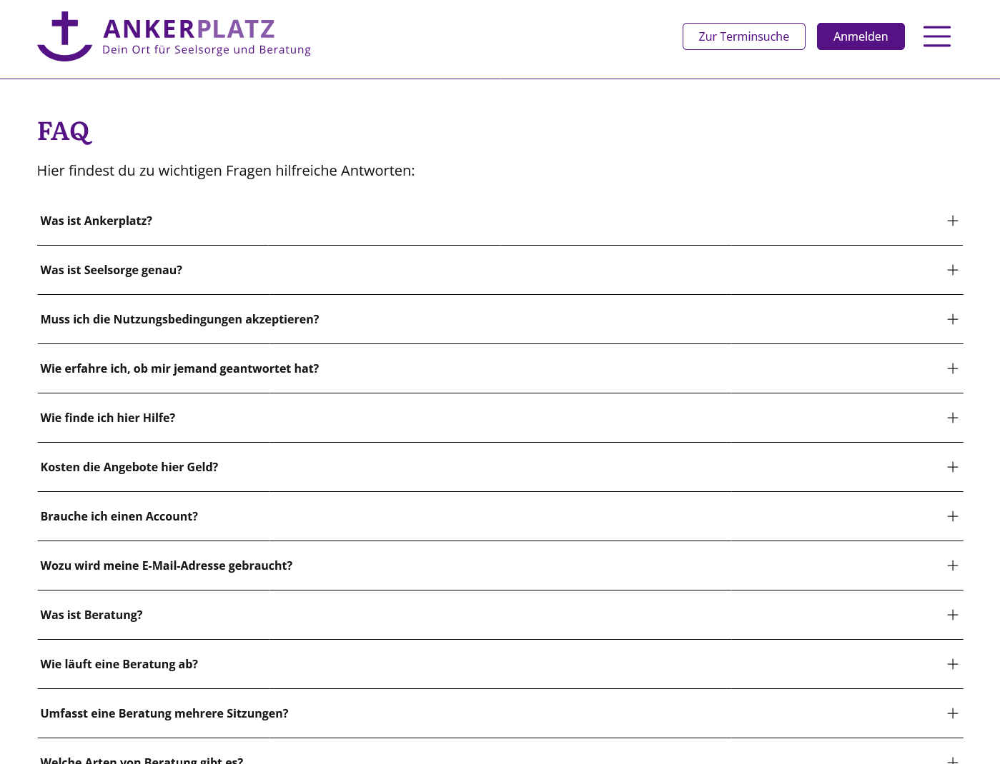 ANKERPLATZ
Dein Ort für Seelsorge und Beratung
Zur Terminsuche
Anmelden
FAQ
Hier findest du zu wichtigen Fragen hilfreiche Antworten:
Was ist Ankerplatz?
Was ist Seelsorge genau?
Muss ich die Nutzungsbedingungen akzeptieren?
Wie erfahre ich, ob mir jemand geantwortet hat?
Wie finde ich hier Hilfe?
Kosten die Angebote hier Geld?
Brauche ich einen Account?
Wozu wird meine E-Mail-Adresse gebraucht?
Was ist Beratung?
Wie läuft eine Beratung ab?
Umfasst eine Beratung mehrere Sitzungen?
Welche Arten von Beratung gibt es?